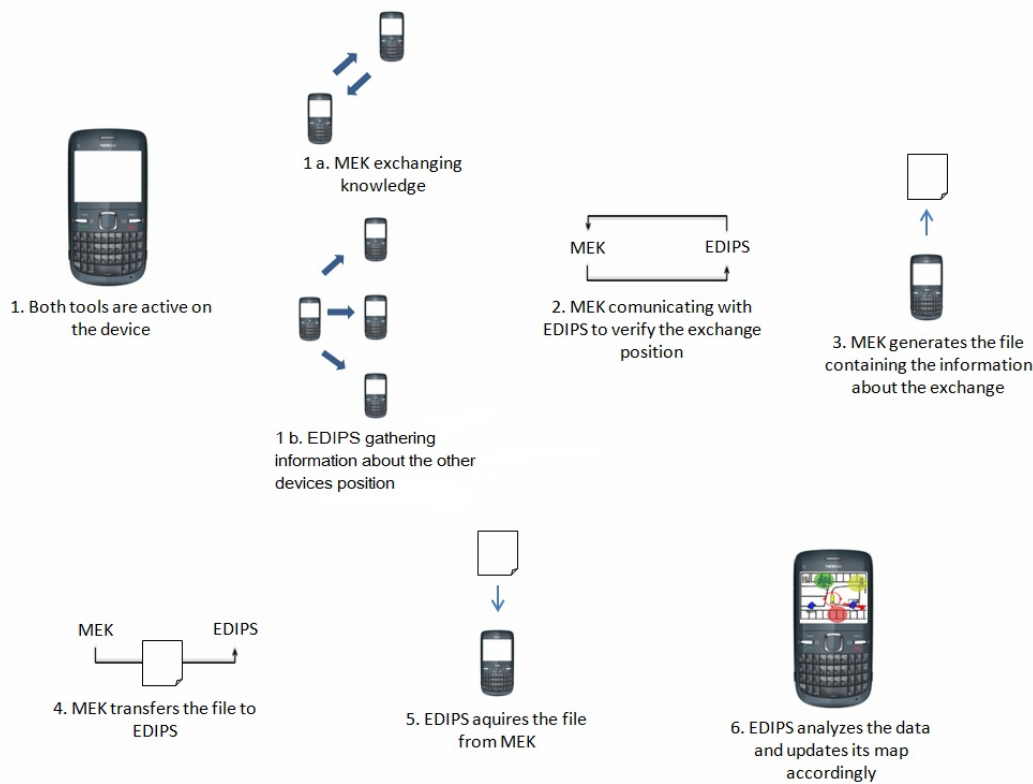 1. Both tools are active on
the device
1 a. MEK exchanging
knowledge
1 b. EDIPS gathering
information about the other
devices position
MEK
EDIPS
2. MEK comunicating with
EDIPS to verify the exchange
position
3. MEK generates the file
containing the information
about the exchange
MEK
EDIPS
4. MEK transfers the file to
EDIPS
5. EDIPS aquires the file
from MEK
6. EDIPS analyzes the data
and updates its map
accordingly